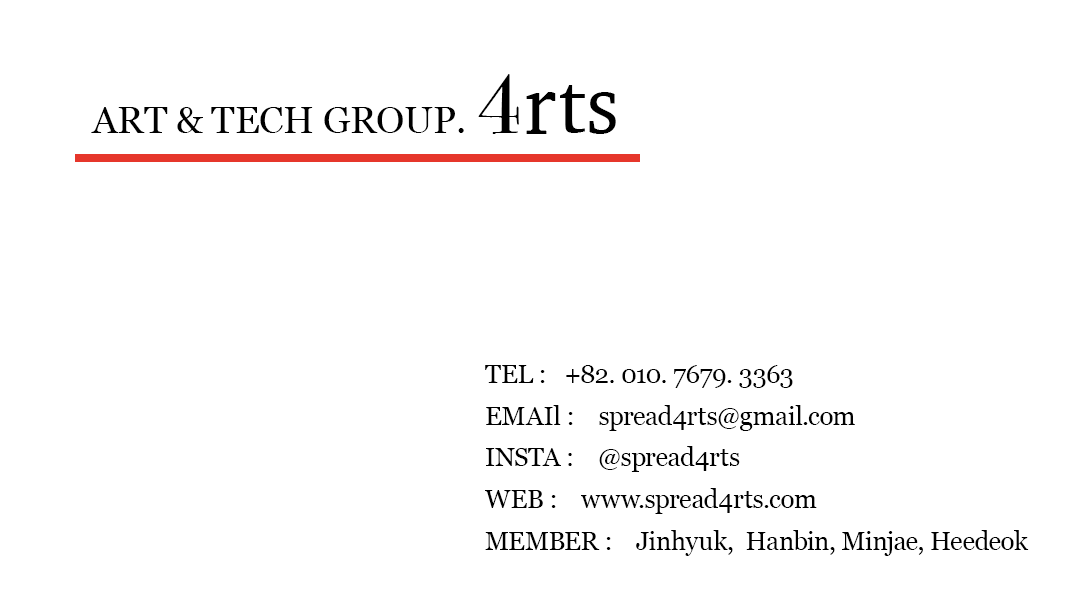 ART & TECH GROUP. 4rts
TEL : +82. 010. 7679. 3363
EMAIl : spread4rts@gmail.com
INSTA : @spread4rts
WEB : www.spread4rts.com
MEMBER : Jinhyuk, Hanbin, Minjae, Heedeok